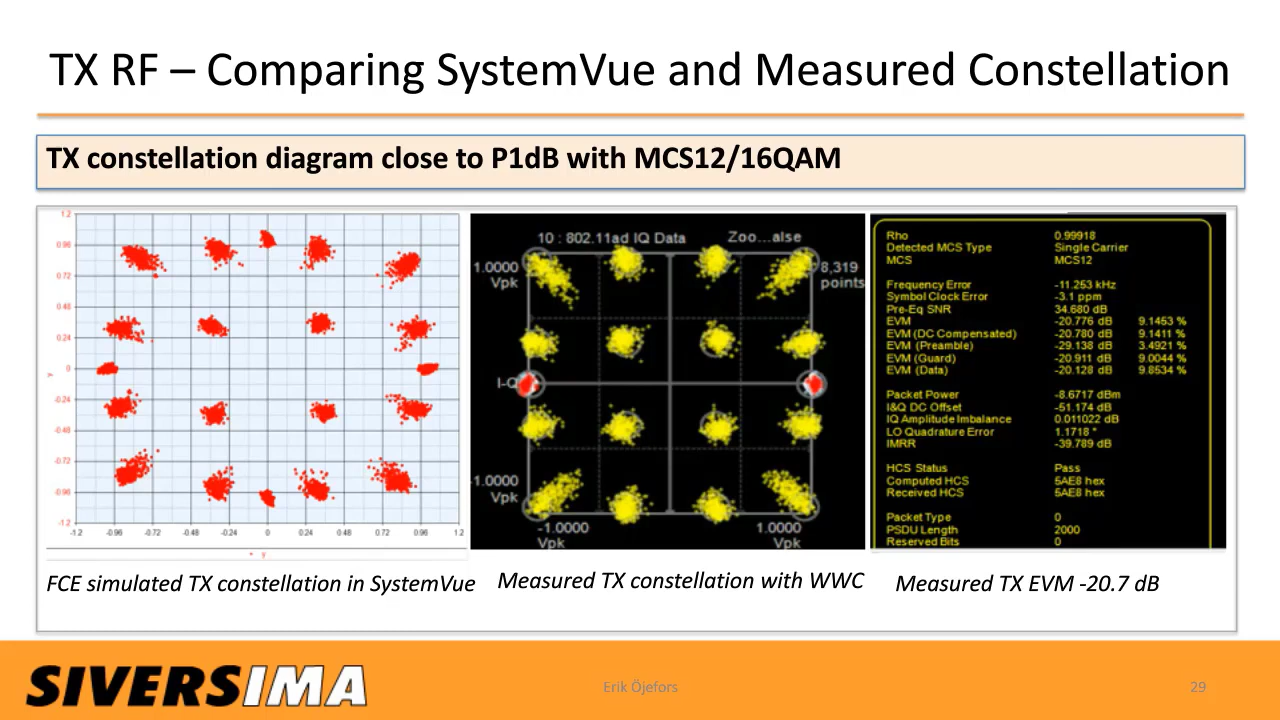 TX RF – Comparing SystemVue and Measured Constellation
TX constellation diagram close to P1dB with MCS12/16QAM
1.2
0.96
0.72
0.48
0.24
0
-0.24
-0.48
-0.72
-0.96
-1.2
Y
-1.2 -0.96 -0.72 -0.48 -0.24 0 0.24 0.48 0.72 0.96 1.2
10 : 802.11ad IQ Data Zoo...alse
1.0000
Vpk
8,319
points
I-Q
-1.0000
Vpk
-1.0000 1.0000
Vpk Vpk
Rho 0.99918
Detected MCS Type Single Carrier
MCS MCS12
Frequency Error -11.253 kHz
Symbol Clock Error -3.1 ppm
Pre-Eq SNR 34.680 dB
EVM -20.776 dB 9.1453 %
EVM (DC Compensated) -20.780 dB 9.1411 %
EVM (Preamble) -29.138 dB 3.4921 %
EVM (Guard) -20.911 dB 9.0044 %
EVM (Data) -20.128 dB 9.8534 %
Packet Power -8.6717 dBm
I&Q DC Offset -51.174 dB
IQ Amplitude Imbalance 0.011022 dB
LO Quadrature Error 1.1718 °
IMRR -39.789 dB
HCS Status Pass
Computed HCS 5AE8 hex
Received HCS 5AE8 hex
Packet Type 0
PSDU Length 2000
Reserved Bits 0
FCE simulated TX constellation in SystemVue
Measured TX constellation with WWC
Measured TX EVM -20.7 dB
SIVERSIMA
Erik Öjefors
29